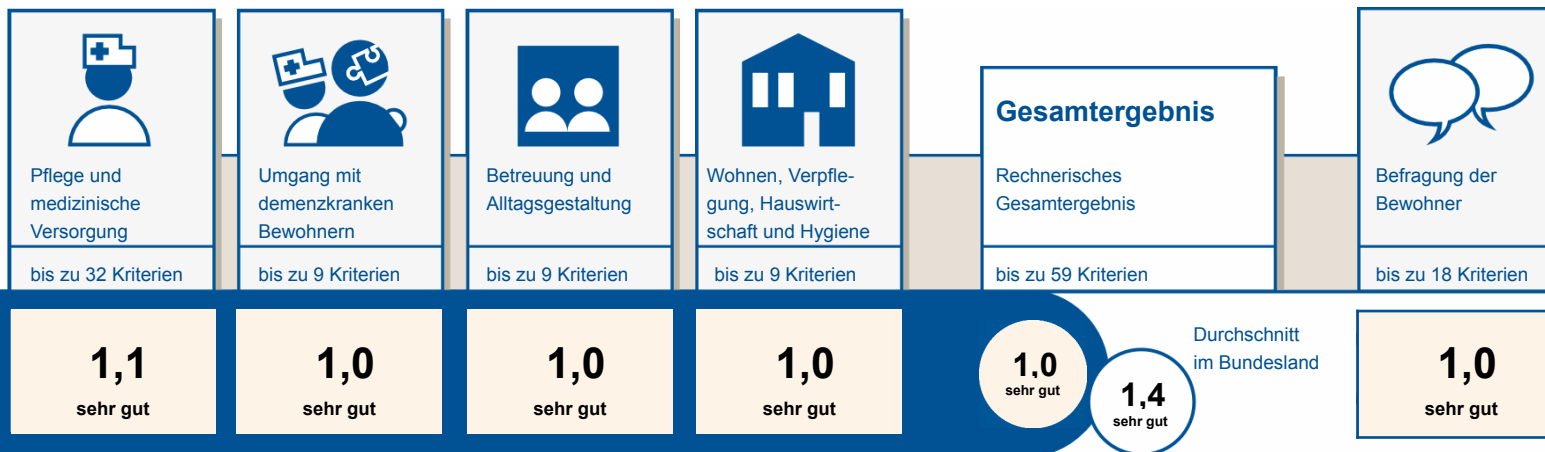 Pflege und
medizinische
Versorgung
bis zu 32 Kriterien
1,1
sehr gut
Umgang mit
demenzkranken
Bewohnern
bis zu 9 Kriterien
1,0
sehr gut
Betreuung und
Alltagsgestaltung
bis zu 9 Kriterien
1,0
sehr gut
Wohnen, Verpfle-
gung, Hauswirt-
schaft und Hygiene
bis zu 9 Kriterien
1,0
sehr gut
Gesamtergebnis
Rechnerisches
Gesamtergebnis
bis zu 59 Kriterien
1,0
sehr gut
1,4
sehr gut
Durchschnitt
im Bundesland
Befragung der
Bewohner
bis zu 18 Kriterien
1,0
sehr gut